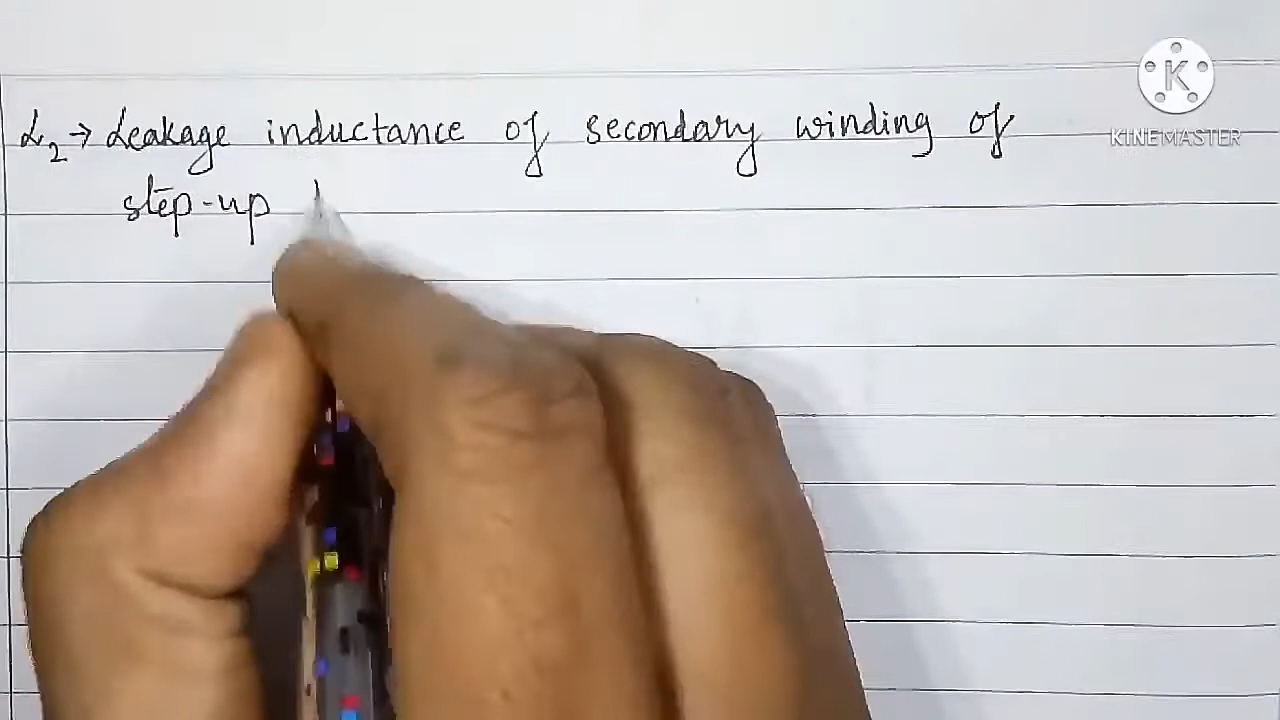 L₂ → Leakage inductance of secondary winding of
step-up
K
KINEMASTER